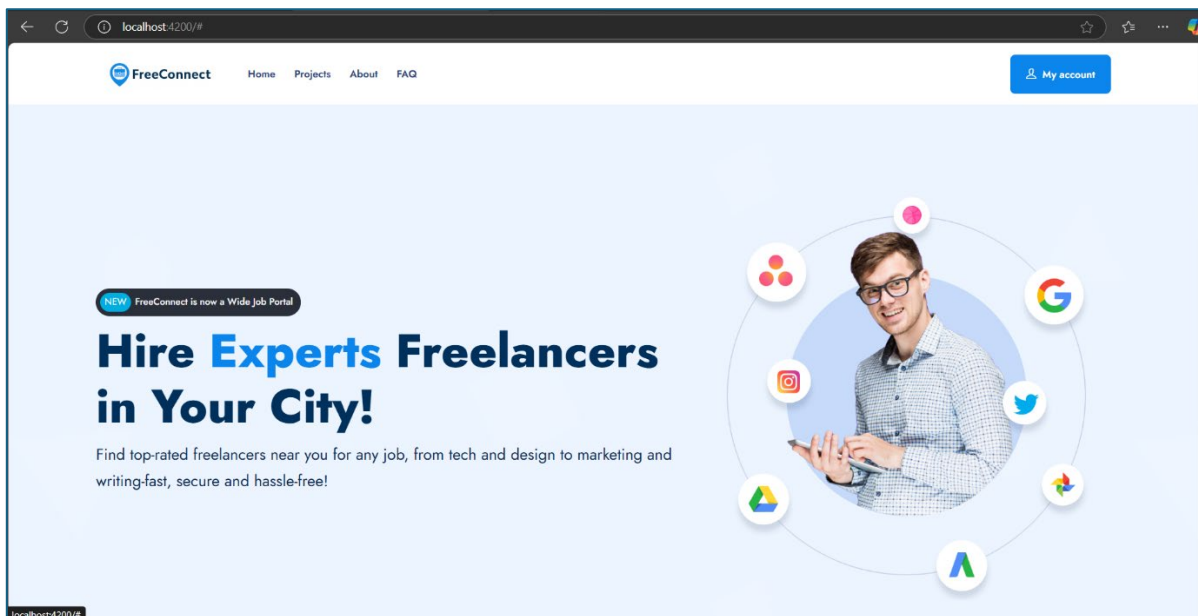 localhost:4200/#
FreeConnect Home Projects About FAQ My account
NEW FreeConnect is now a Wide Job Portal
Hire Experts Freelancers
in Your City!
Find top-rated freelancers near you for any job, from tech and design to marketing and
writing-fast, secure and hassle-free!
localhost:4200/#